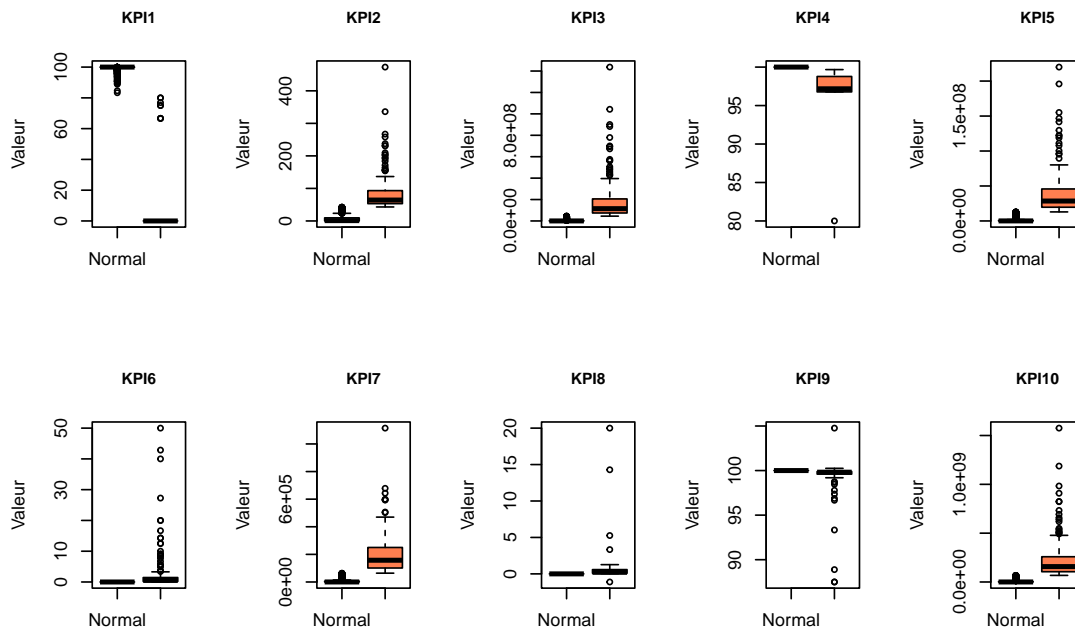 KPI1
KPI2
KPI3
KPI4
KPI5
Valeur
0
20
60
100
Normal
Valeur
0
200
400
Normal
Valeur
0.0e+00
8.0e+08
Normal
Valeur
80
85
90
95
Normal
Valeur
0.0e+00
1.5e+08
Normal
KPI6
KPI7
KPI8
KPI9
KPI10
Valeur
0
10
30
50
Normal
Valeur
0e+00
6e+05
Normal
Valeur
0
5
10
15
20
Normal
Valeur
90
95
100
Normal
Valeur
0.0e+00
1.0e+09
Normal